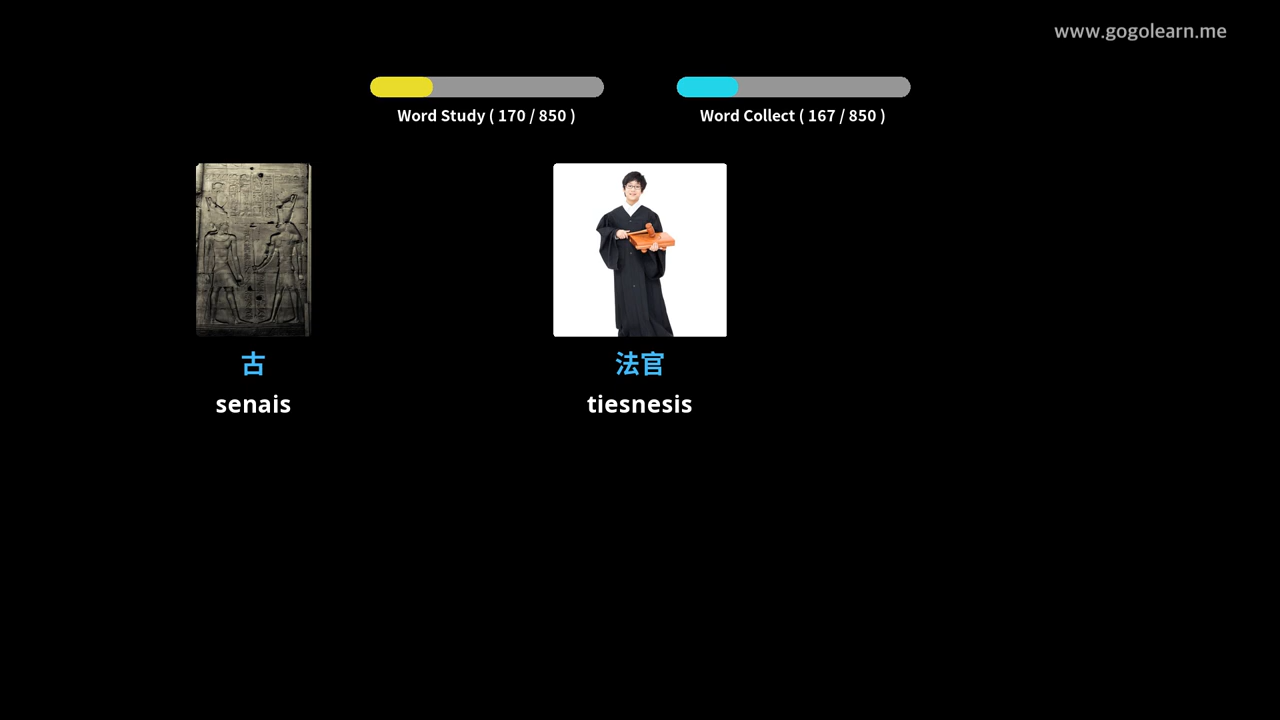 www.gogolearn.me
Word Study ( 170 / 850 )
Word Collect ( 167 / 850 )
古
senais
法官
tiesnesis